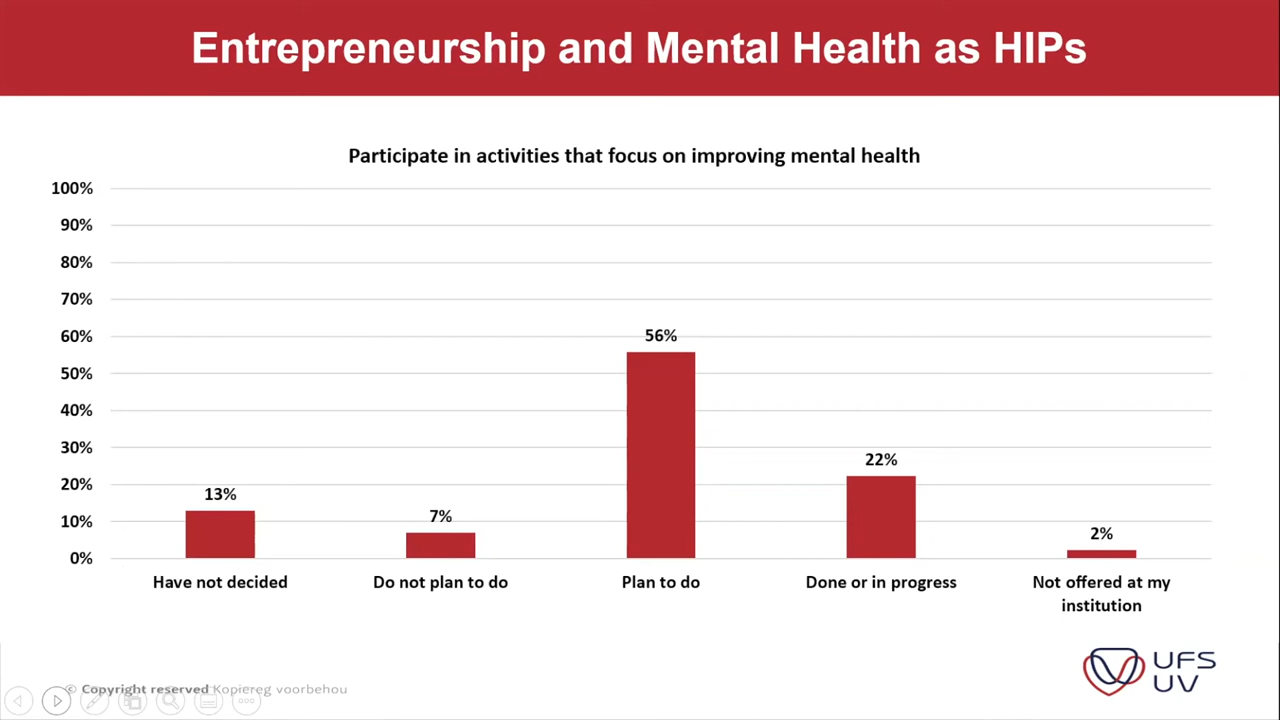 Entrepreneurship and Mental Health as HIPs
Participate in activities that focus on improving mental health
100%
90%
80%
70%
60%
50%
40%
30%
20%
10%
0%
13%
7%
56%
22%
2%
Have not decided
Do not plan to do
Plan to do
Done or in progress
Not offered at my
institution
© Copyright reserved Kopiereg voorbehou
UFS
UV